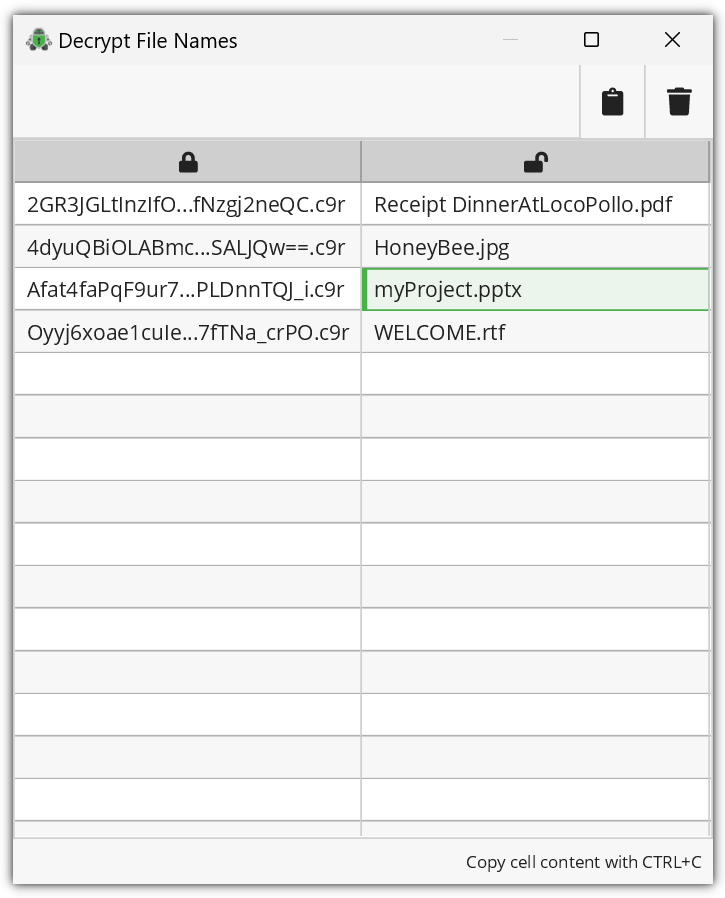 Decrypt File Names
2GR3JGLtInzIfO...fNzgj2neQC.c9r Receipt DinnerAtLocoPollo.pdf
4dyuQBiOLABmc...SALJQw==.c9r HoneyBee.jpg
Afat4faPqF9ur7...PLDnnTQJ_i.c9r myProject.pptx
Oyyj6xoae1cuIe...7fTNa_crPO.c9r WELCOME.rtf
Copy cell content with CTRL+C